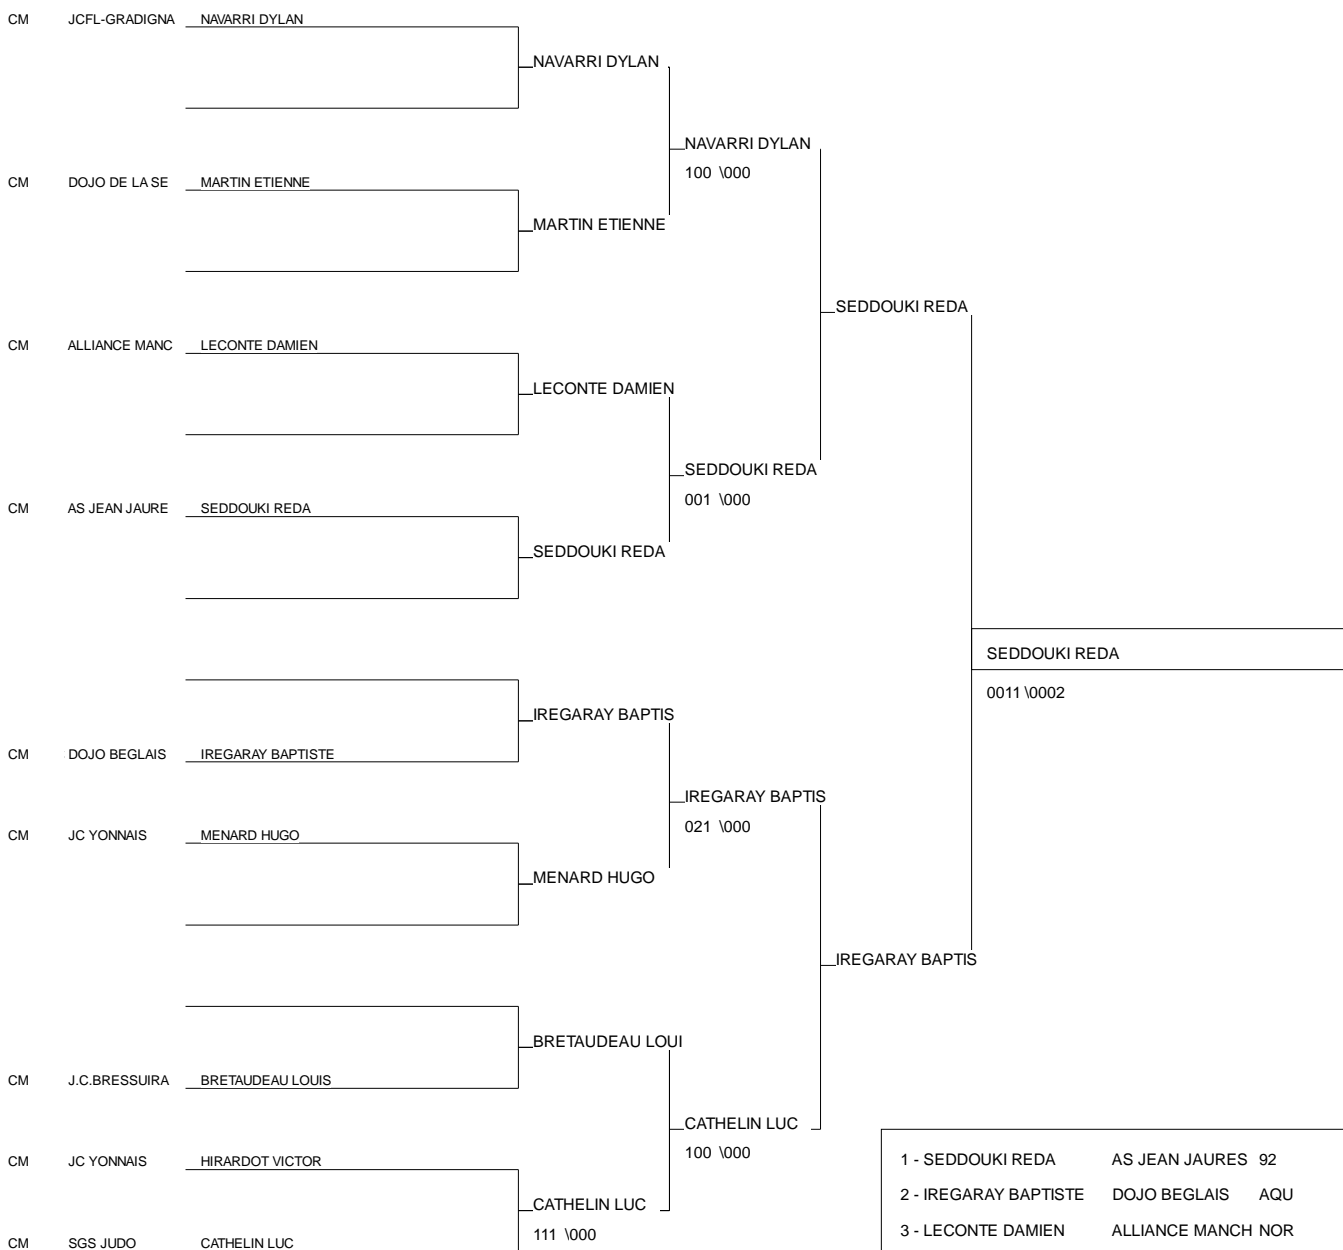 CM JCFL-GRADIGNA NAVARRI DYLAN
NAVARRI DYLAN
NAVARRI DYLAN
100 \000
CM DOJO DE LA SE MARTIN ETIENNE
MARTIN ETIENNE
SEDDOUKI REDA
CM ALLIANCE MANC LECONTE DAMIEN
LECONTE DAMIEN
SEDDOUKI REDA
001 \000
CM AS JEAN JAURE SEDDOUKI REDA
SEDDOUKI REDA
SEDDOUKI REDA
0011 \0002
IREGARAY BAPTIS
CM DOJO BEGLAIS IREGARAY BAPTISTE
IREGARAY BAPTIS
021 \000
CM JC YONNAIS MENARD HUGO
MENARD HUGO
IREGARAY BAPTIS
BRETAUDEAU LOUI
CM J.C.BRESSUIRA BRETAUDEAU LOUIS
CATHELIN LUC
100 \000
CM JC YONNAIS HIRARDOT VICTOR
CATHELIN LUC
111 \000
CM SGS JUDO CATHELIN LUC
1 - SEDDOUKI REDA AS JEAN JAURES 92
2 - IREGARAY BAPTISTE DOJO BEGLAIS AQU
3 - LECONTE DAMIEN ALLIANCE MANCH NOR